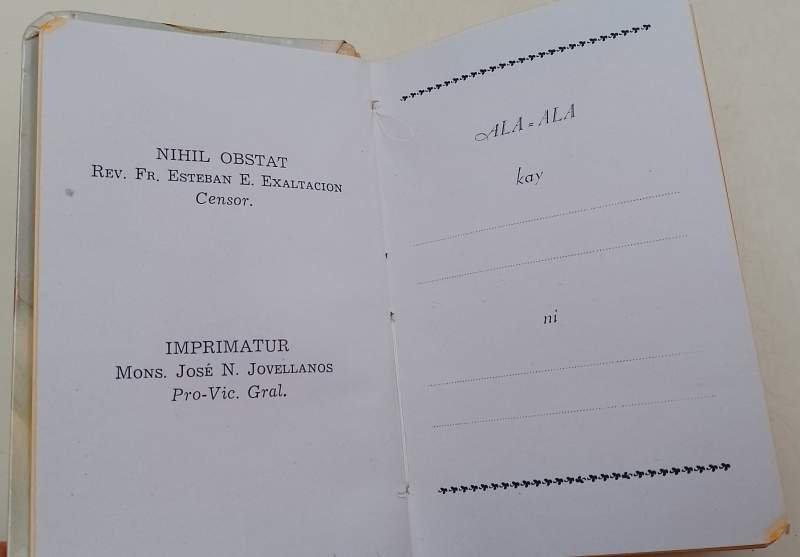 NIHIL OBSTAT
REV. FR. ESTEBAN E. EXALTACION
Censor.
IMPRIMATUR
MONS. JOSÉ N. JOVELLANOS
Pro-Vic. Gral.
ALA=ALA
kay
ni